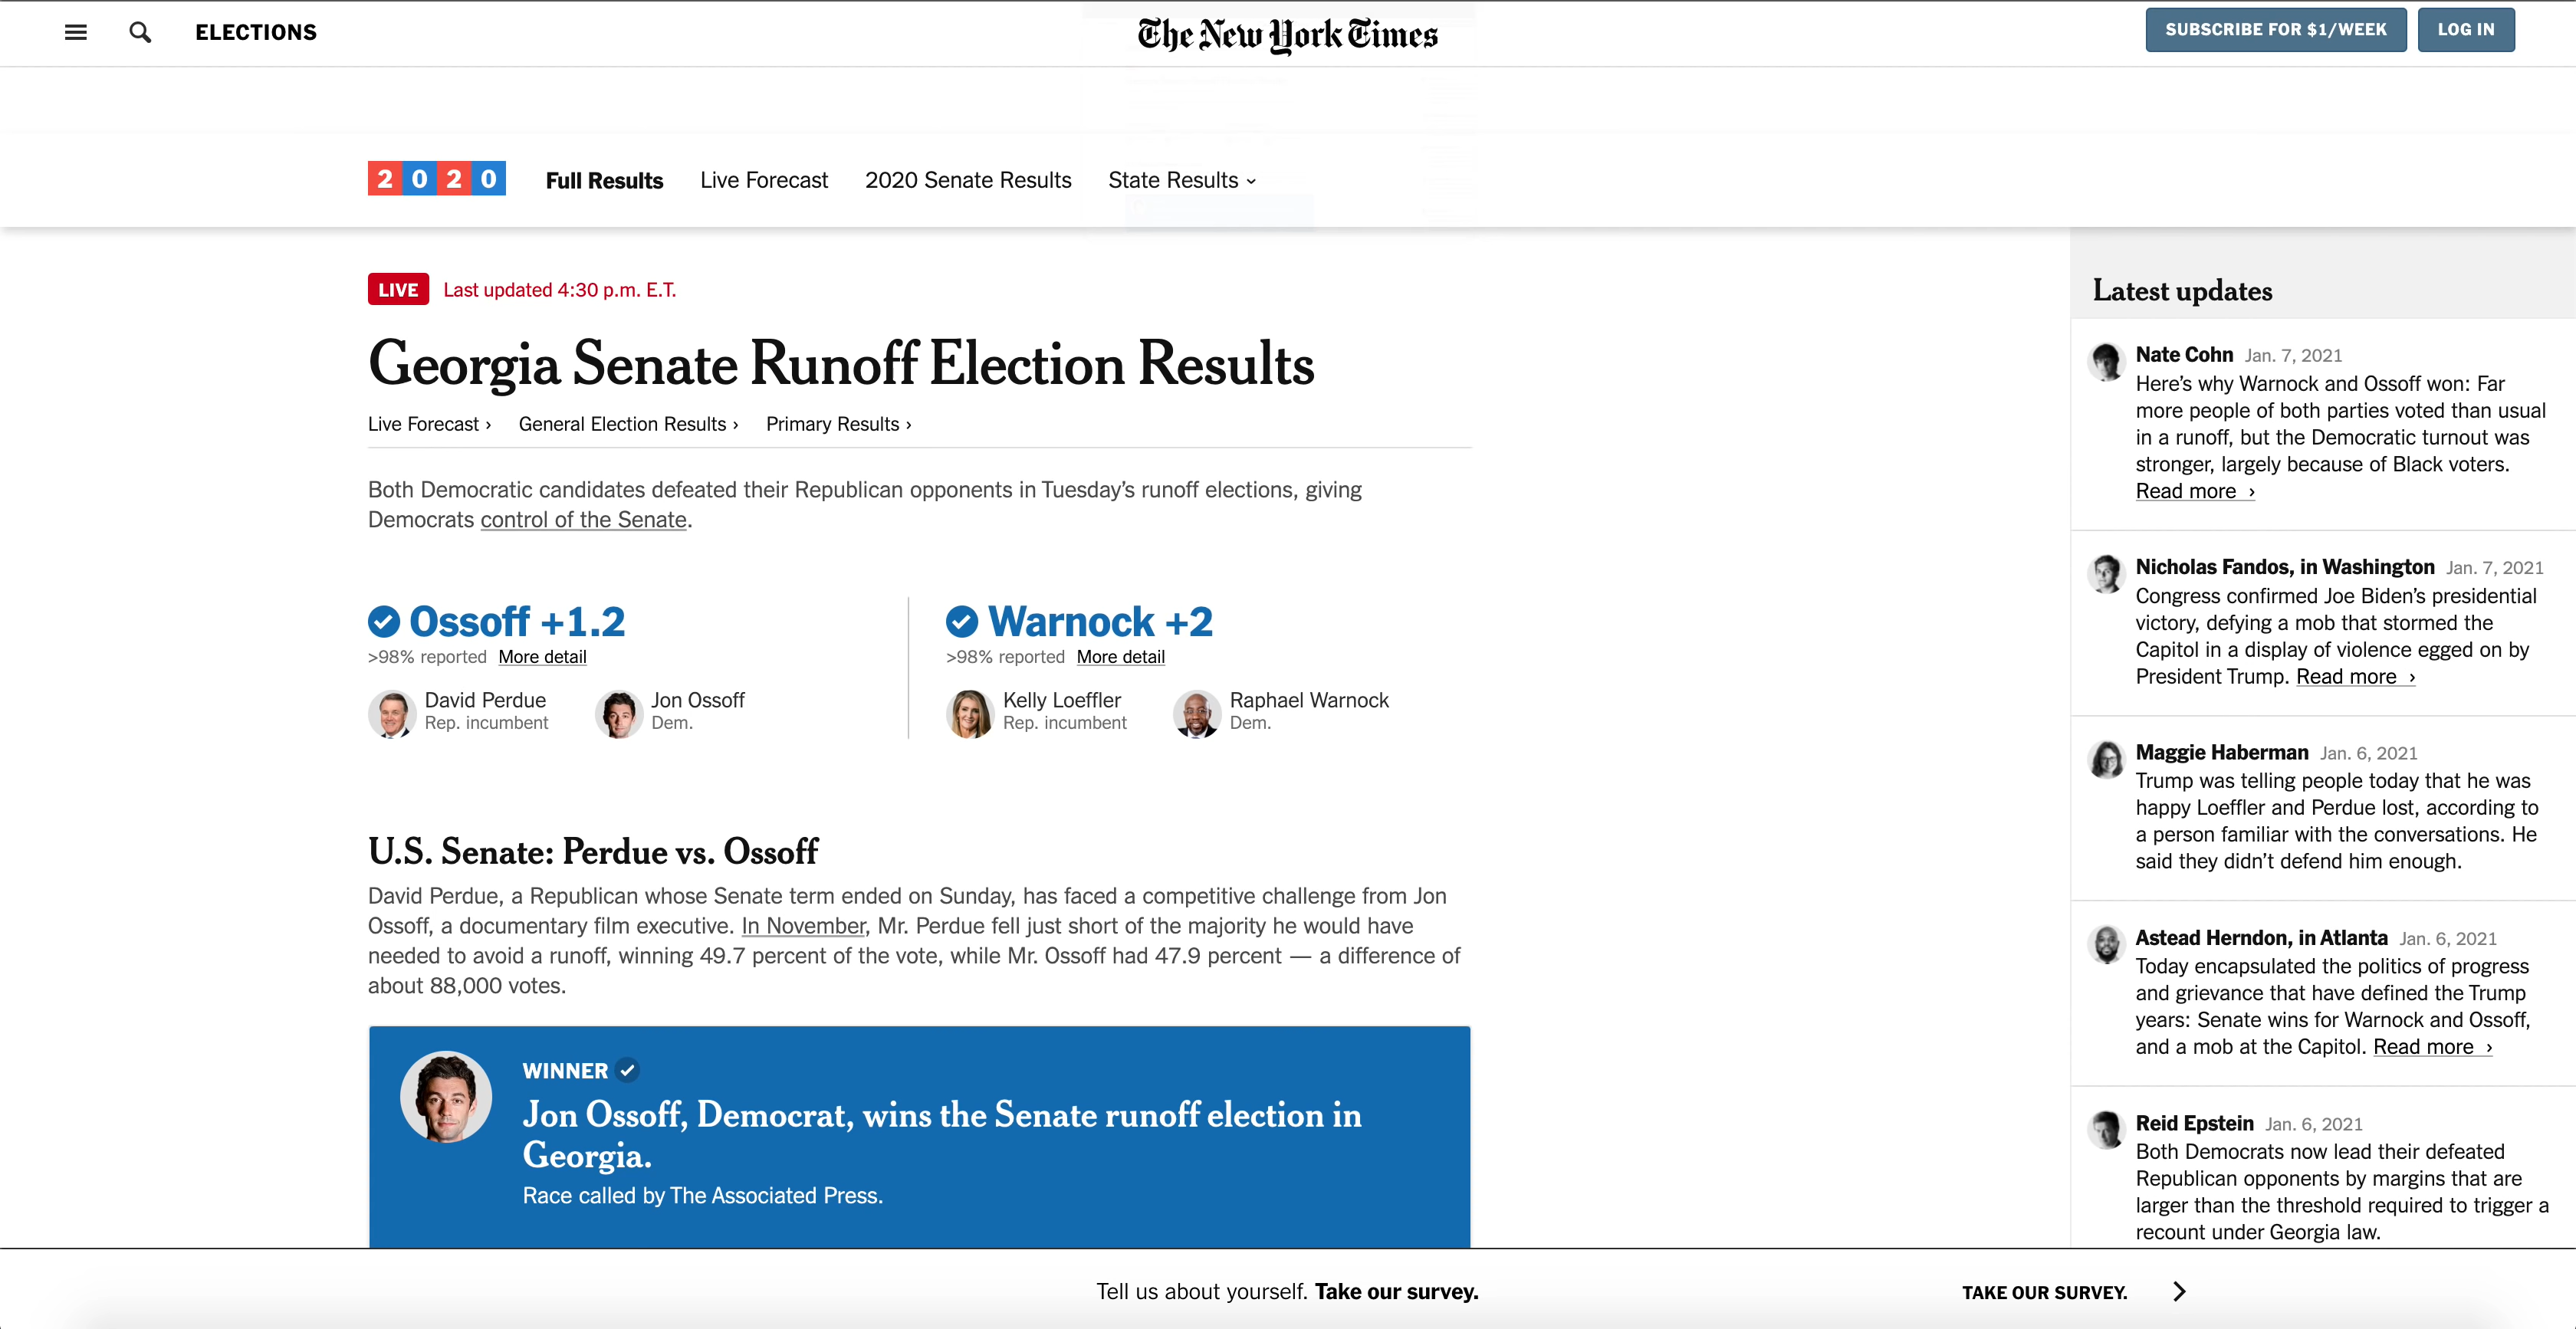 ELECTIONS
The New York Times
SUBSCRIBE FOR $1/WEEK
LOG IN
2020
Full Results
Live Forecast
2020 Senate Results
State Results
LIVE
Last updated 4:30 p.m. E.T.
Georgia Senate Runoff Election Results
Live Forecast ›
General Election Results ›
Primary Results ›
Both Democratic candidates defeated their Republican opponents in Tuesday’s runoff elections, giving
Democrats control of the Senate.
Ossoff +1.2
>98% reported More detail
David Perdue
Rep. incumbent
Jon Ossoff
Dem.
Warnock +2
>98% reported More detail
Kelly Loeffler
Rep. incumbent
Raphael Warnock
Dem.
U.S. Senate: Perdue vs. Ossoff
David Perdue, a Republican whose Senate term ended on Sunday, has faced a competitive challenge from Jon
Ossoff, a documentary film executive. In November, Mr. Perdue fell just short of the majority he would have
needed to avoid a runoff, winning 49.7 percent of the vote, while Mr. Ossoff had 47.9 percent — a difference of
about 88,000 votes.
WINNER
Jon Ossoff, Democrat, wins the Senate runoff election in
Georgia.
Race called by The Associated Press.
Latest updates
Nate Cohn Jan. 7, 2021
Here’s why Warnock and Ossoff won: Far
more people of both parties voted than usual
in a runoff, but the Democratic turnout was
stronger, largely because of Black voters.
Read more ›
Nicholas Fandos, in Washington Jan. 7, 2021
Congress confirmed Joe Biden’s presidential
victory, defying a mob that stormed the
Capitol in a display of violence egged on by
President Trump. Read more ›
Maggie Haberman Jan. 6, 2021
Trump was telling people today that he was
happy Loeffler and Perdue lost, according to
a person familiar with the conversations. He
said they didn’t defend him enough.
Astead Herndon, in Atlanta Jan. 6, 2021
Today encapsulated the politics of progress
and grievance that have defined the Trump
years: Senate wins for Warnock and Ossoff,
and a mob at the Capitol. Read more ›
Reid Epstein Jan. 6, 2021
Both Democrats now lead their defeated
Republican opponents by margins that are
larger than the threshold required to trigger a
recount under Georgia law.
Tell us about yourself. Take our survey.
TAKE OUR SURVEY.